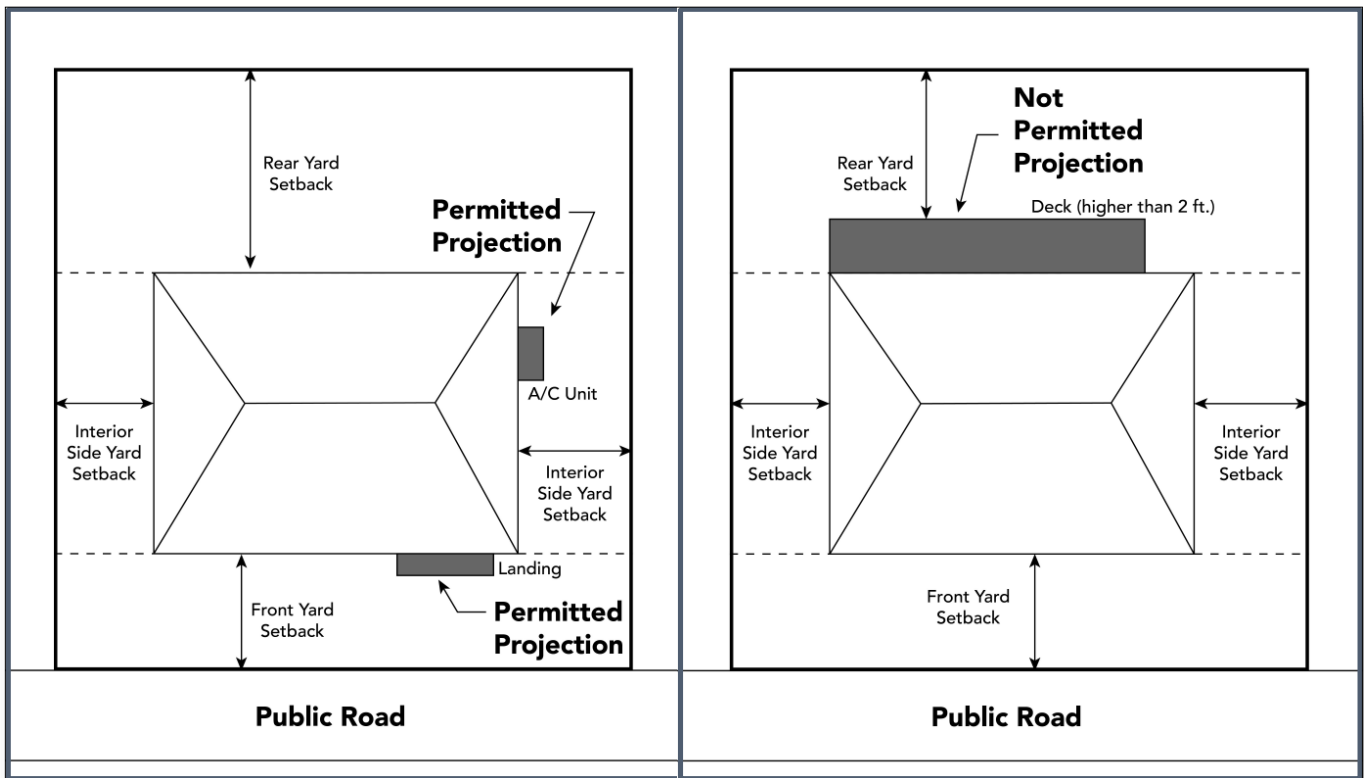 Rear Yard
Setback
Permitted
Projection
A/C Unit
Interior
Side Yard
Setback
Interior
Side Yard
Setback
Landing
Front Yard
Setback
Permitted
Projection
Public Road
Not
Permitted
Projection
Rear Yard
Setback
Deck (higher than 2 ft.)
Interior
Side Yard
Setback
Interior
Side Yard
Setback
Front Yard
Setback
Public Road